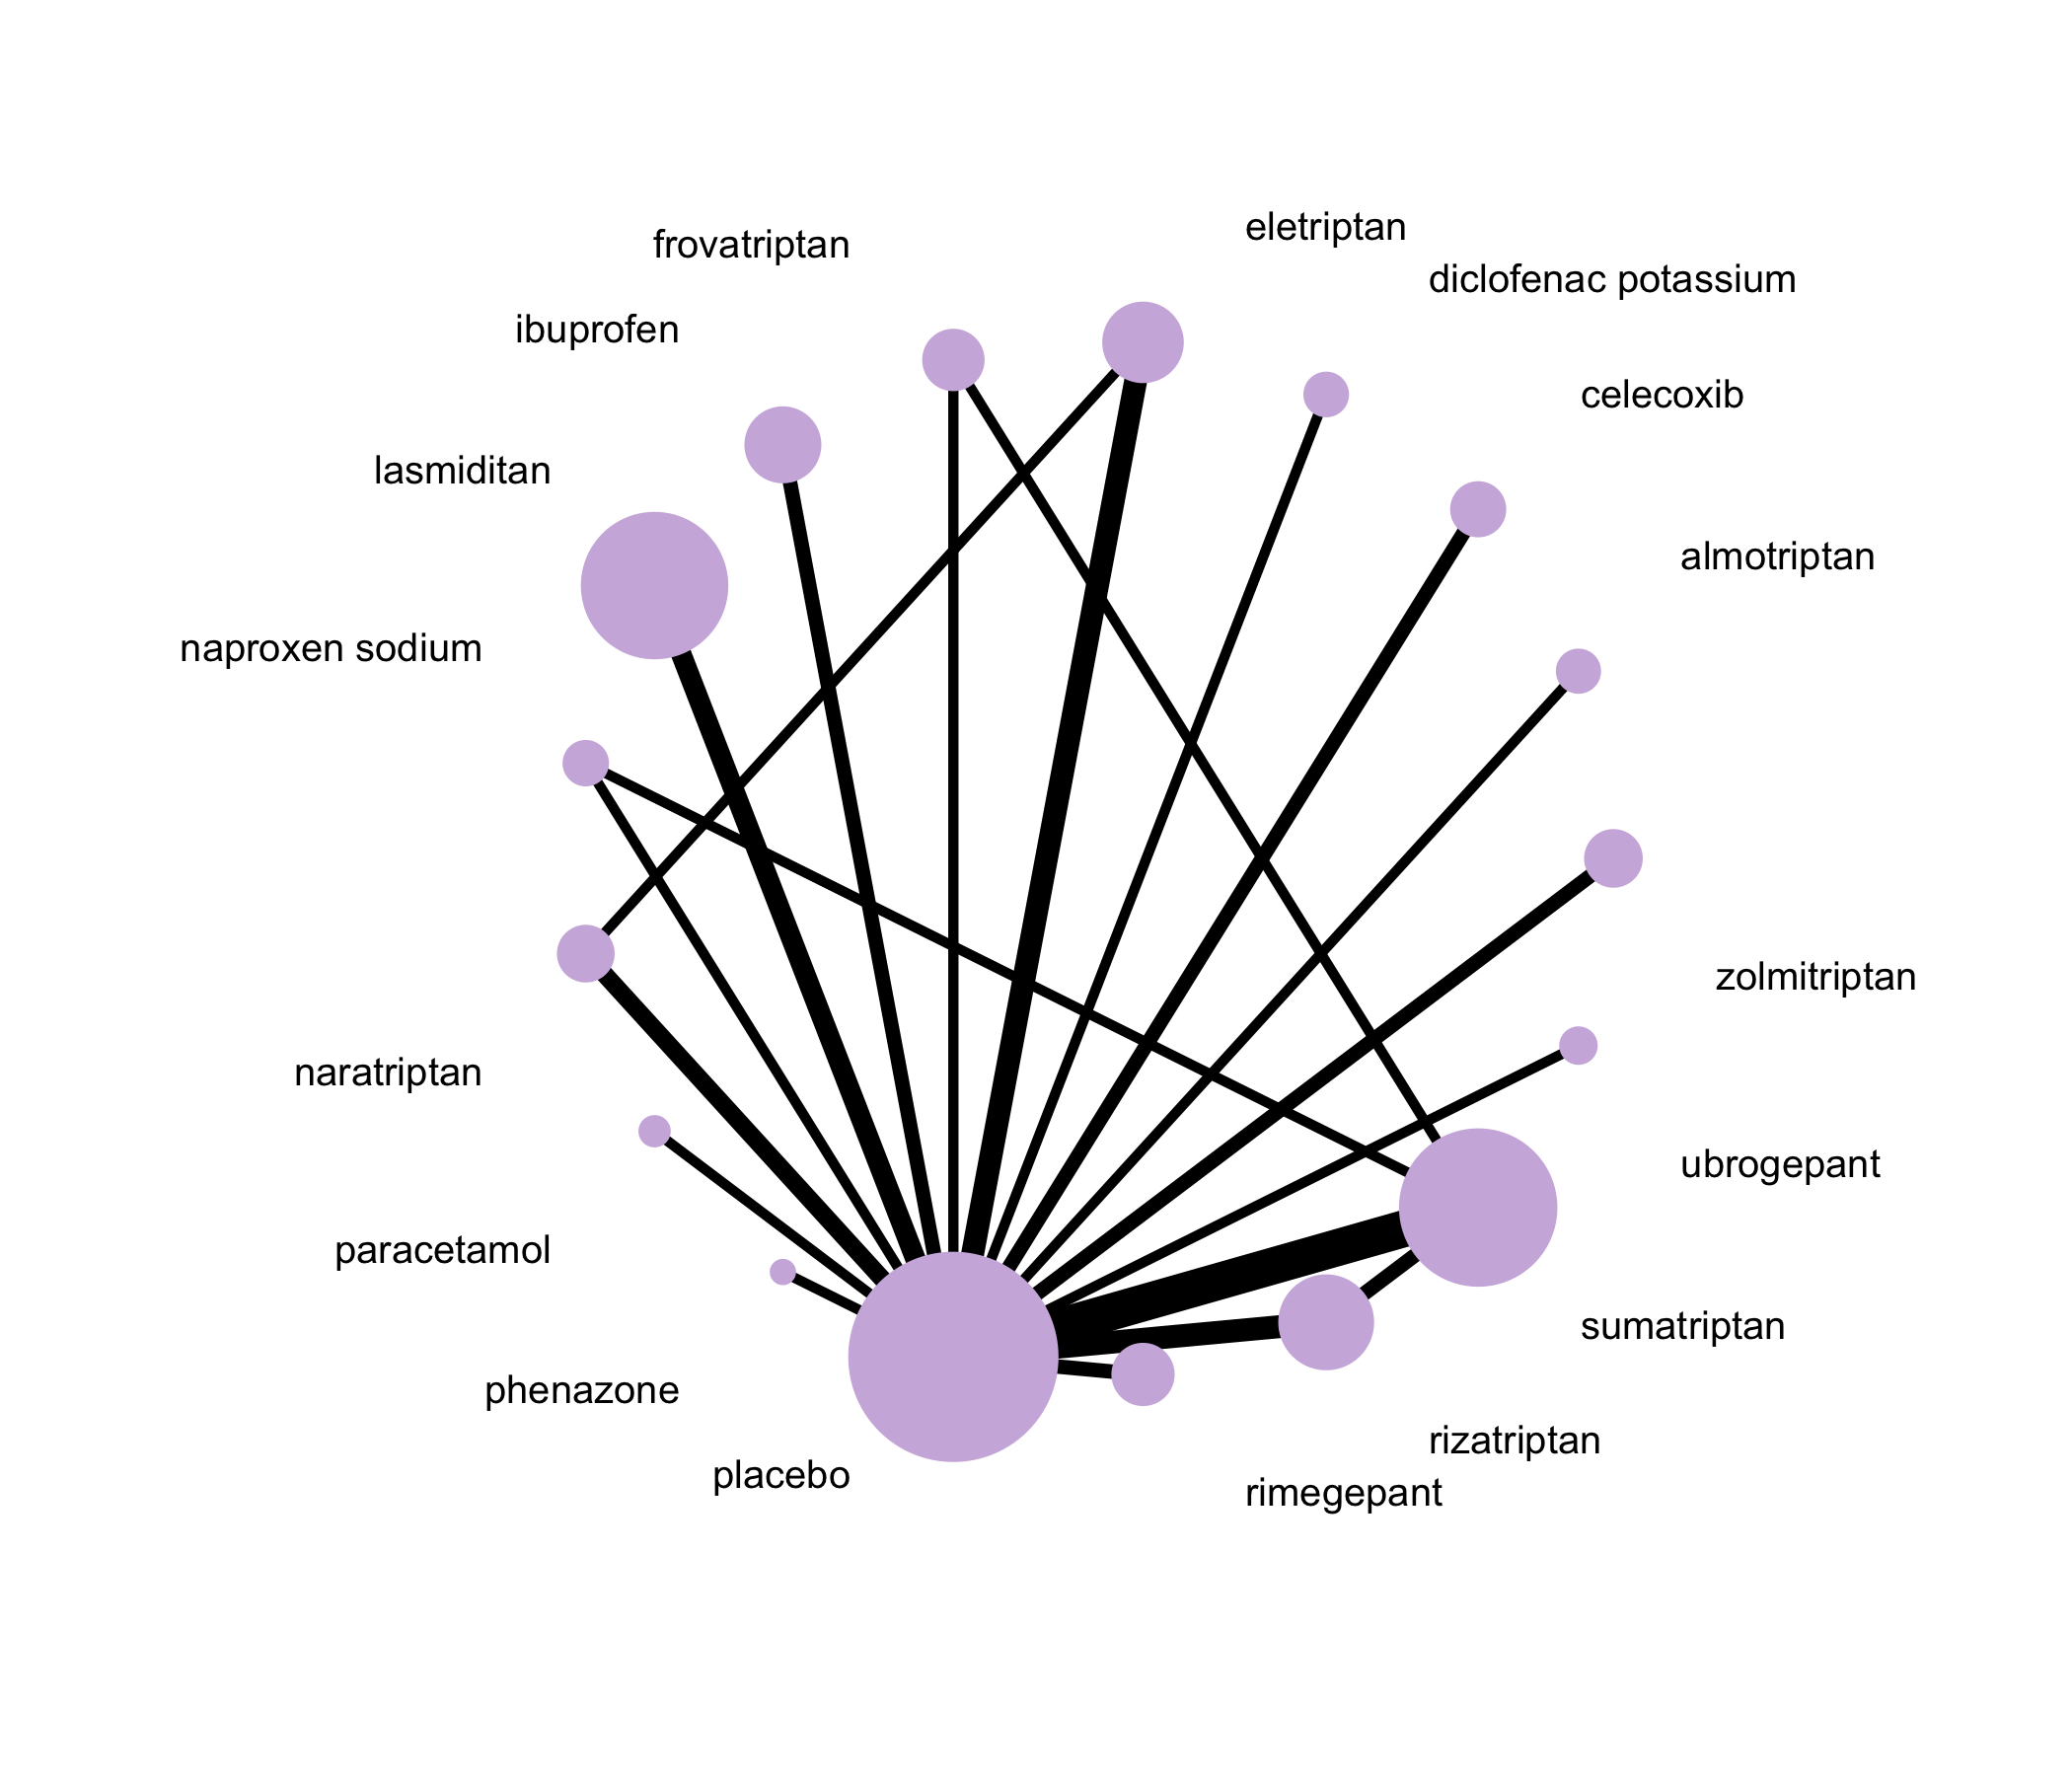 eletriptan
frovatriptan
diclofenac potassium
ibuprofen
celecoxib
lasmiditan
almotriptan
naproxen sodium
zolmitriptan
naratriptan
ubrogepant
paracetamol
sumatriptan
phenazone
rizatriptan
placebo
rimegepant